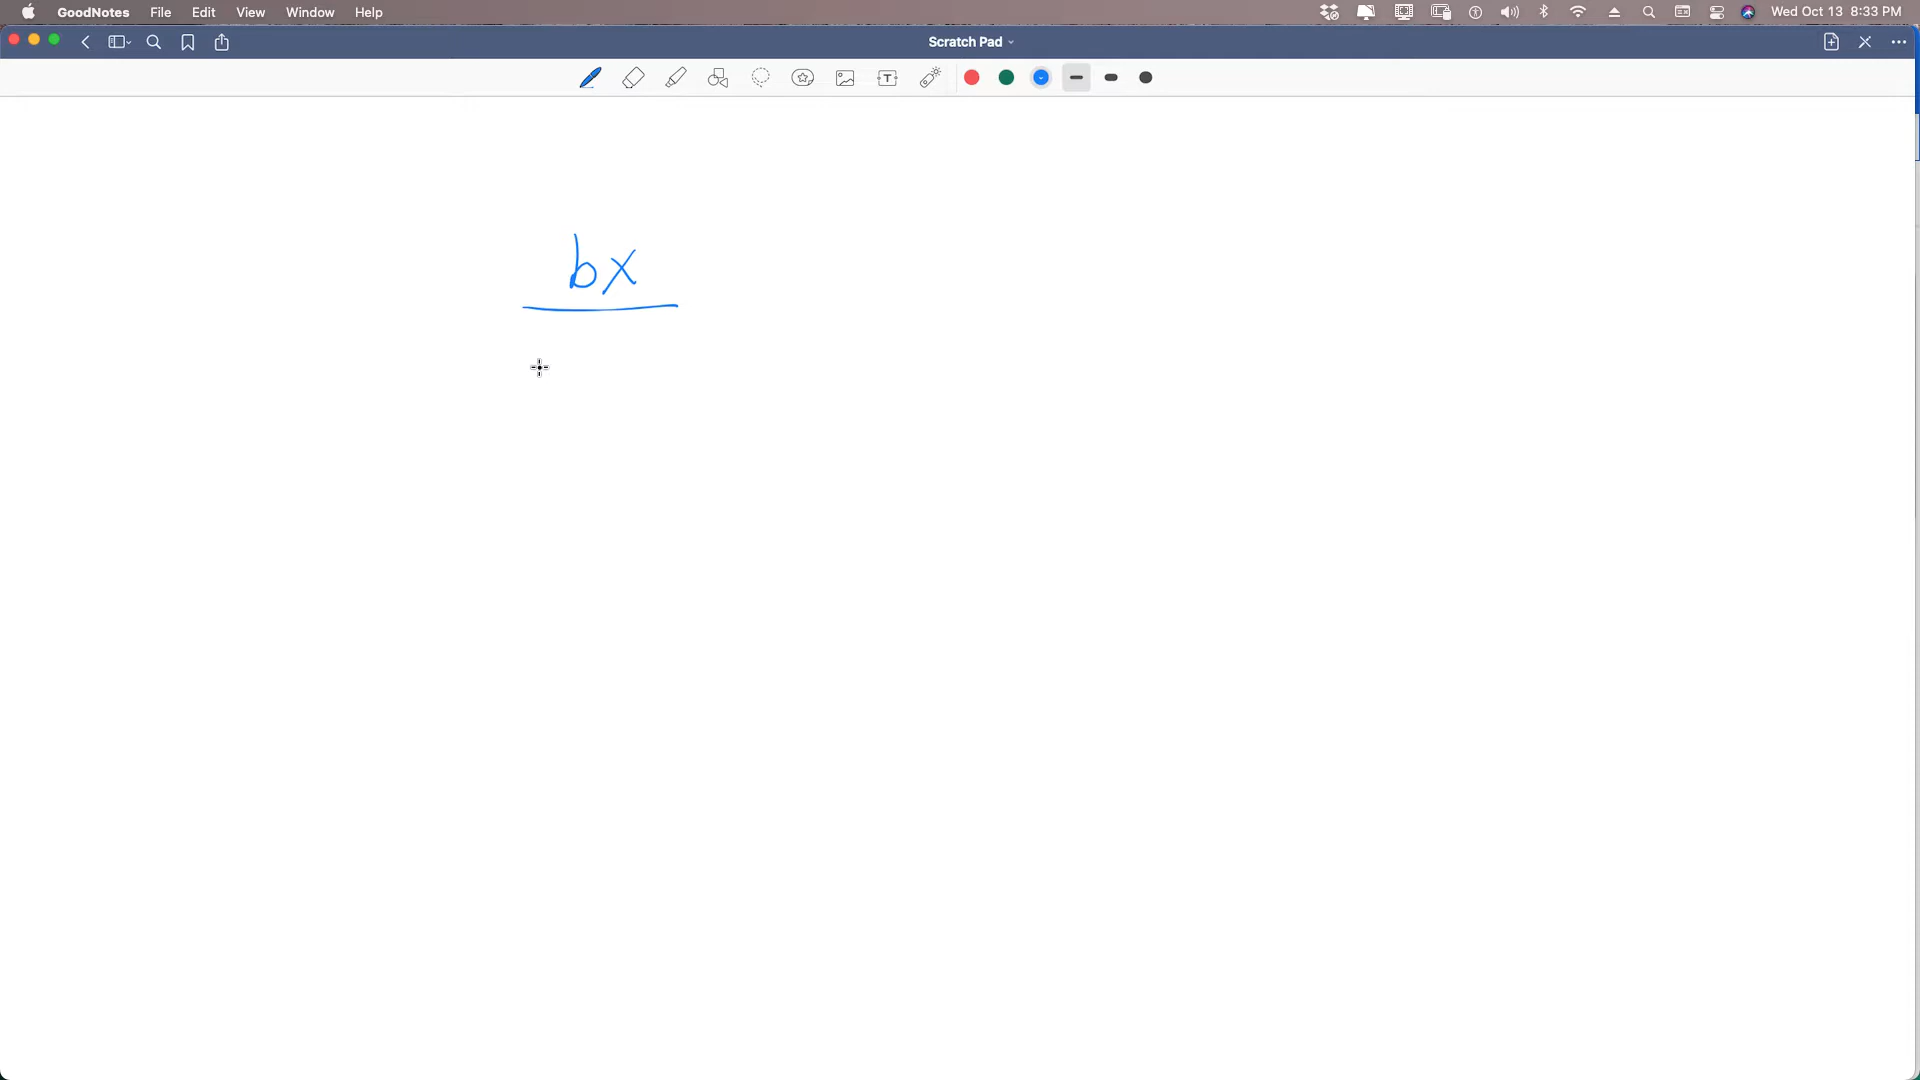 GoodNotes File Edit View Window Help Wed Oct 13 8:33 PM
Scratch Pad
T
bx